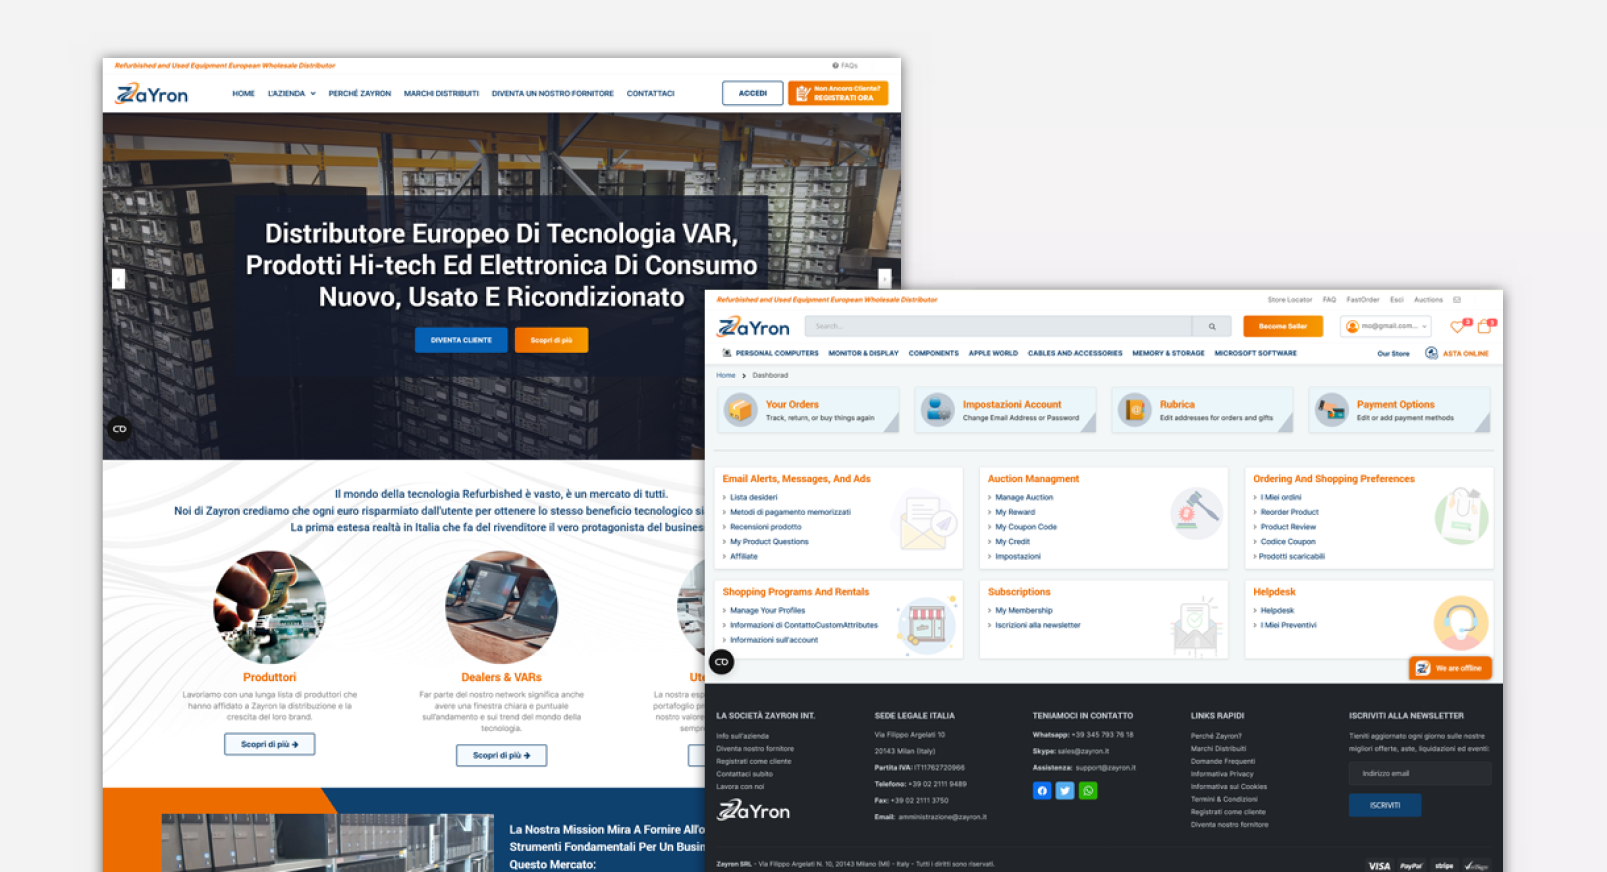 Refurbished and Used Equipment European Wholesale Distributor
FAQs
ZaYron
HOME L'AZIENDA PERCHÉ ZAYRON MARCHI DISTRIBUITI DIVENTA UN NOSTRO FORNITORE CONTATTACI
ACCEDI
Non Ancora Cliente?
REGISTRATI ORA
Distributore Europeo Di Tecnologia VAR,
Prodotti Hi-tech Ed Elettronica Di Consumo
Nuovo, Usato E Ricondizionato
DIVENTA CLIENTE
Scopri di più
Il mondo della tecnologia Refurbished è vasto, è un mercato di tutti.
Noi di Zayron crediamo che ogni euro risparmiato dall'utente per ottenere lo stesso beneficio tecnologico si
La prima estesa realtà in Italia che fa del rivenditore il vero protagonista del busines
Produttori
Lavoriamo con una lunga lista di produttori che
hanno affidato a Zayron la distribuzione e la
crescita del loro brand.
Scopri di più
Dealers & VARs
Far parte del nostro network significa anche
avere una finestra chiara e puntuale
sull'andamento e sui trend del mondo della
tecnologia.
Scopri di più
Ut
La nostra esp
portafoglio pr
nostro valore
sempr
La Nostra Mission Mira A Fornire All'o
Strumenti Fondamentali Per Un Busin
Questo Mercato:
Refurbished and Used Equipment European Wholesale Distributor
Store Locator FAQ FastOrder Esci Auctions
ZaYron
Search...
Become Seller
mo@gmail.com...
3
3
PERSONAL COMPUTERS MONITOR & DISPLAY COMPONENTS APPLE WORLD CABLES AND ACCESSORIES MEMORY & STORAGE MICROSOFT SOFTWARE
Our Store
ASTA ONLINE
Home > Dashborad
Your Orders
Track, return, or buy things again
Impostazioni Account
Change Email Address or Password
Rubrica
Edit addresses for orders and gifts
Payment Options
Edit or add payment methods
Email Alerts, Messages, And Ads
Lista desideri
Metodi di pagamento memorizzati
Recensioni prodotto
My Product Questions
Affiliate
Auction Managment
Manage Auction
My Reward
My Coupon Code
My Credit
Impostazioni
Ordering And Shopping Preferences
I Miei ordini
Reorder Product
Product Review
Codice Coupon
Prodotti scaricabili
Shopping Programs And Rentals
Manage Your Profiles
Informazioni di ContattoCustomAttributes
Informazioni sull'account
Subscriptions
My Membership
Iscrizioni alla newsletter
Helpdesk
Helpdesk
I Miei Preventivi
We are offline
LA SOCIETÀ ZAYRON INT.
Info sull'azienda
Diventa nostro fornitore
Registrati come cliente
Contattaci subito
Lavora con noi
ZaYron
SEDE LEGALE ITALIA
Via Filippo Argelati 10
20143 Milan (Italy)
Partita IVA: IT11762720966
Telefono: +39 02 2111 9489
Fax: +39 02 2111 3750
Email: amministrazione@zayron.it
TENIAMOCI IN CONTATTO
Whatsapp: +39 345 793 76 18
Skype: sales@zayron.it
Assistenza: support@zayron.it
LINKS RAPIDI
Perché Zayron?
Marchi Distribuiti
Domande Frequenti
Informativa Privacy
Informativa sui Cookies
Termini & Condizioni
Registrati come cliente
Diventa nostro fornitore
ISCRIVITI ALLA NEWSLETTER
Tieniti aggiornato ogni giorno sulle nostre
migliori offerte, aste, liquidazioni ed eventi:
Indirizzo email
ISCRIVITI
Zayron SRL - Via Filippo Argelati N. 10, 20143 Milano (MI) - Italy - Tutti i diritti sono riservati.
VISA PayPal stripe